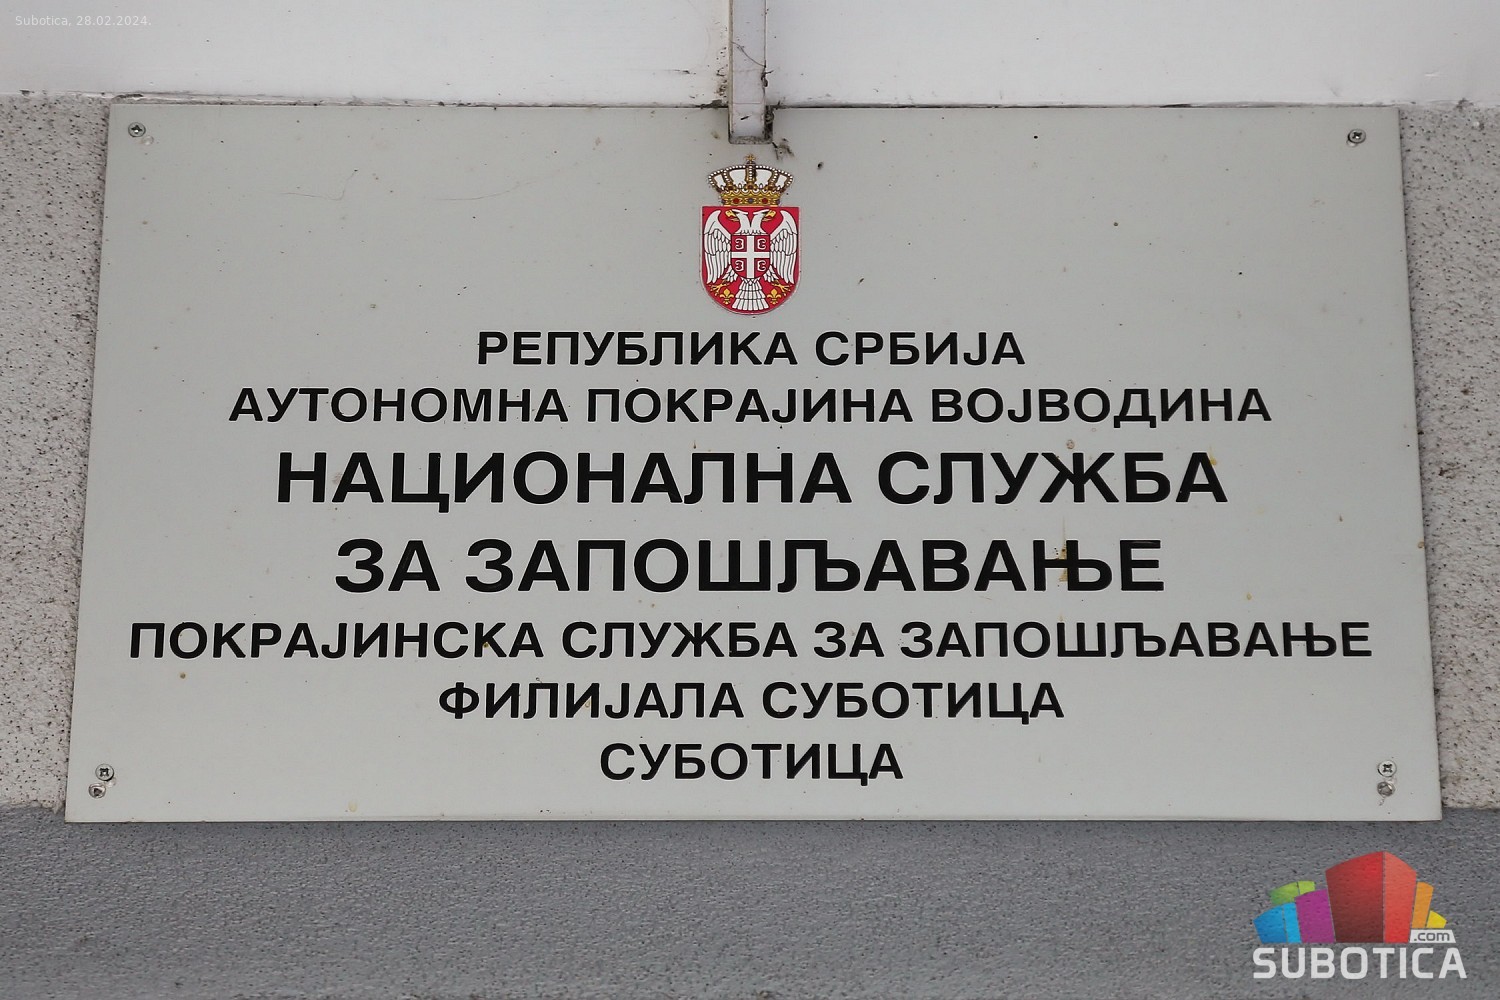 Subotica, 28.02.2024.
РЕПУБЛИКА СРБИЈА
АУТОНОМНА ПОКРАЈИНА ВОЈВОДИНА
НАЦИОНАЛНА СЛУЖБА
ЗА ЗАПОШЉАВАЊЕ
ПОКРАЈИНСКА СЛУЖБА ЗА ЗАПОШЉАВАЊЕ
ФИЛИЈАЛА СУБОТИЦА
СУБОТИЦА
.com
SUBOTICA